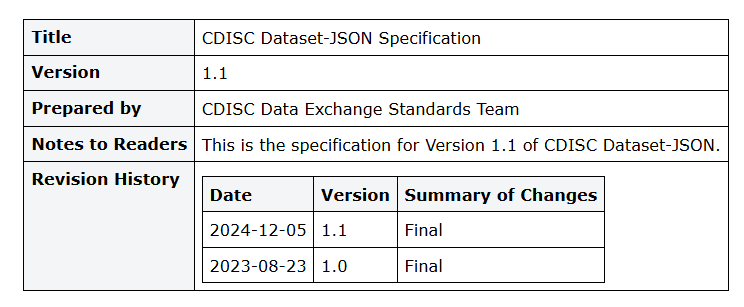 Title CDISC Dataset-JSON Specification
Version 1.1
Prepared by CDISC Data Exchange Standards Team
Notes to Readers This is the specification for Version 1.1 of CDISC Dataset-JSON.
Revision History
Date Version Summary of Changes
2024-12-05 1.1 Final
2023-08-23 1.0 Final